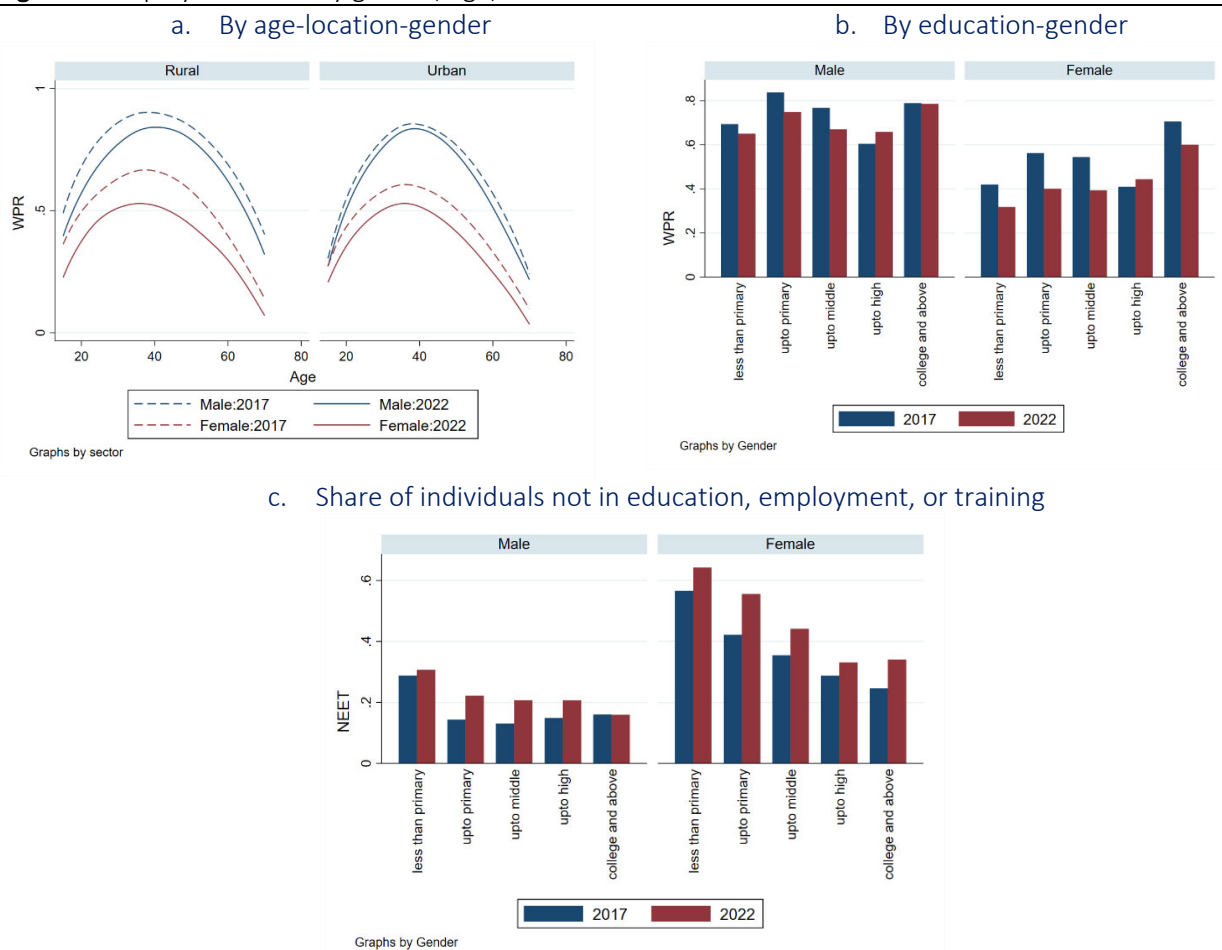 a. By age-location-gender
Rural
Urban
WPR
0
.5
1
20
40
60
80
20
40
60
80
Age
Male:2017
Male:2022
Female:2017
Female:2022
Graphs by sector
b. By education-gender
Male
Female
WPR
0
.2
.4
.6
.8
less than primary
upto primary
upto middle
upto high
college and above
less than primary
upto primary
upto middle
upto high
college and above
2017
2022
Graphs by Gender
c. Share of individuals not in education, employment, or training
Male
Female
NEET
0
.2
.4
.6
less than primary
upto primary
upto middle
upto high
college and above
less than primary
upto primary
upto middle
upto high
college and above
2017
2022
Graphs by Gender